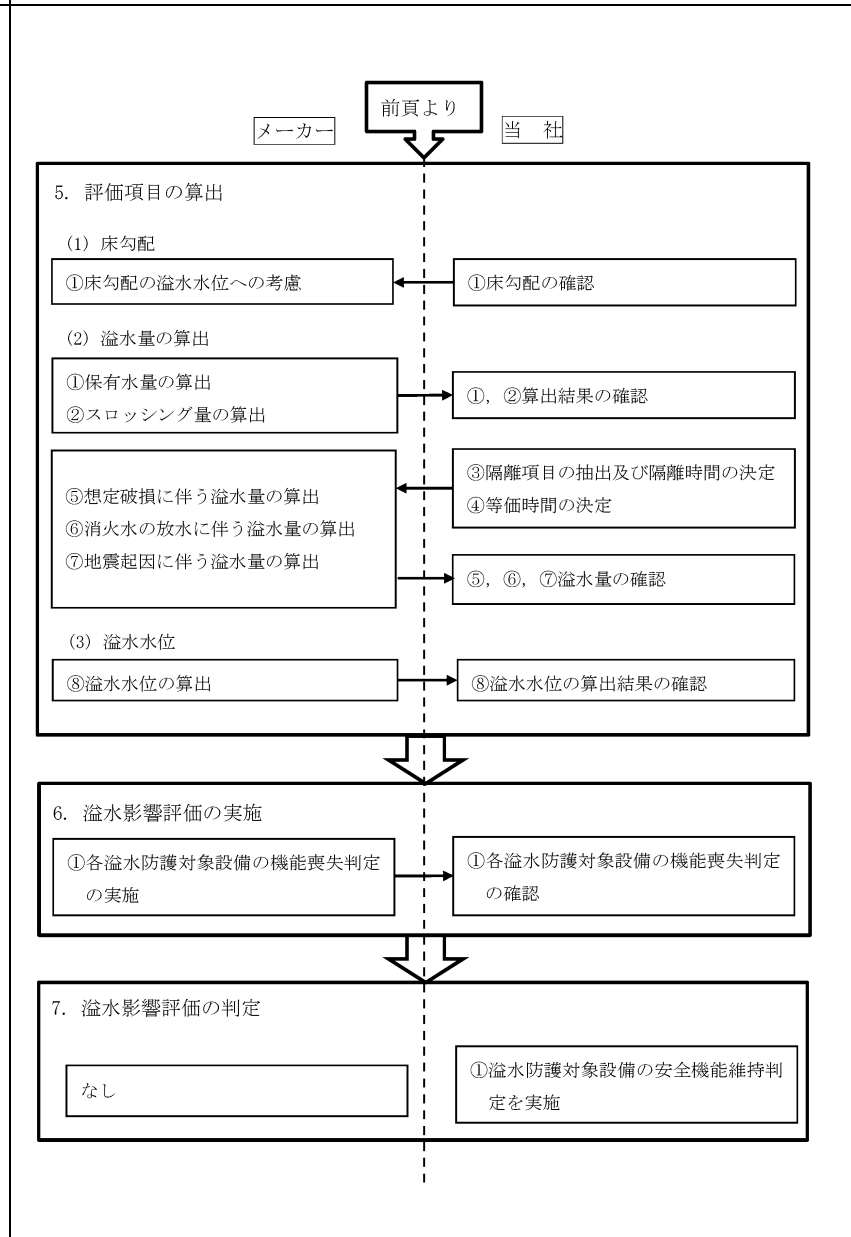 前頁より
メーカー
当　社
5. 評価項目の算出
(1) 床勾配
①床勾配の溢水水位への考慮
①床勾配の確認
(2) 溢水量の算出
①保有水量の算出
②スロッシング量の算出
①，②算出結果の確認
③隔離項目の抽出及び隔離時間の決定
④等価時間の決定
⑤想定破損に伴う溢水量の算出
⑥消火水の放水に伴う溢水量の算出
⑦地震起因に伴う溢水量の算出
⑤，⑥，⑦溢水量の確認
(3) 溢水水位
⑧溢水水位の算出
⑧溢水水位の算出結果の確認
6. 溢水影響評価の実施
①各溢水防護対象設備の機能喪失判定
の実施
①各溢水防護対象設備の機能喪失判定
の確認
7. 溢水影響評価の判定
なし
①溢水防護対象設備の安全機能維持判
定を実施